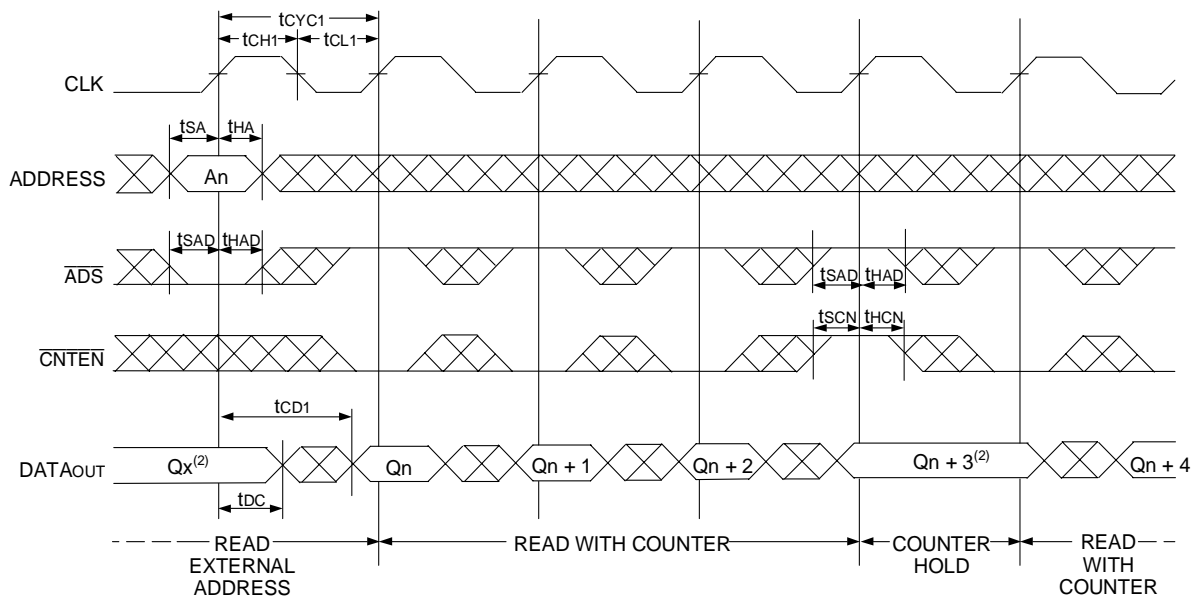 tCYC1
tCH1 tCL1
CLK
tSA tHA
ADDRESS An
tSAD tHAD
ADS
tSAD tHAD
tSCN tHCN
CNTEN
tCD1
DATAOUT Qx(2) Qn Qn + 1 Qn + 2 Qn + 3(2) Qn + 4
tDC
READ EXTERNAL ADDRESS
READ WITH COUNTER
COUNTER HOLD
READ WITH COUNTER